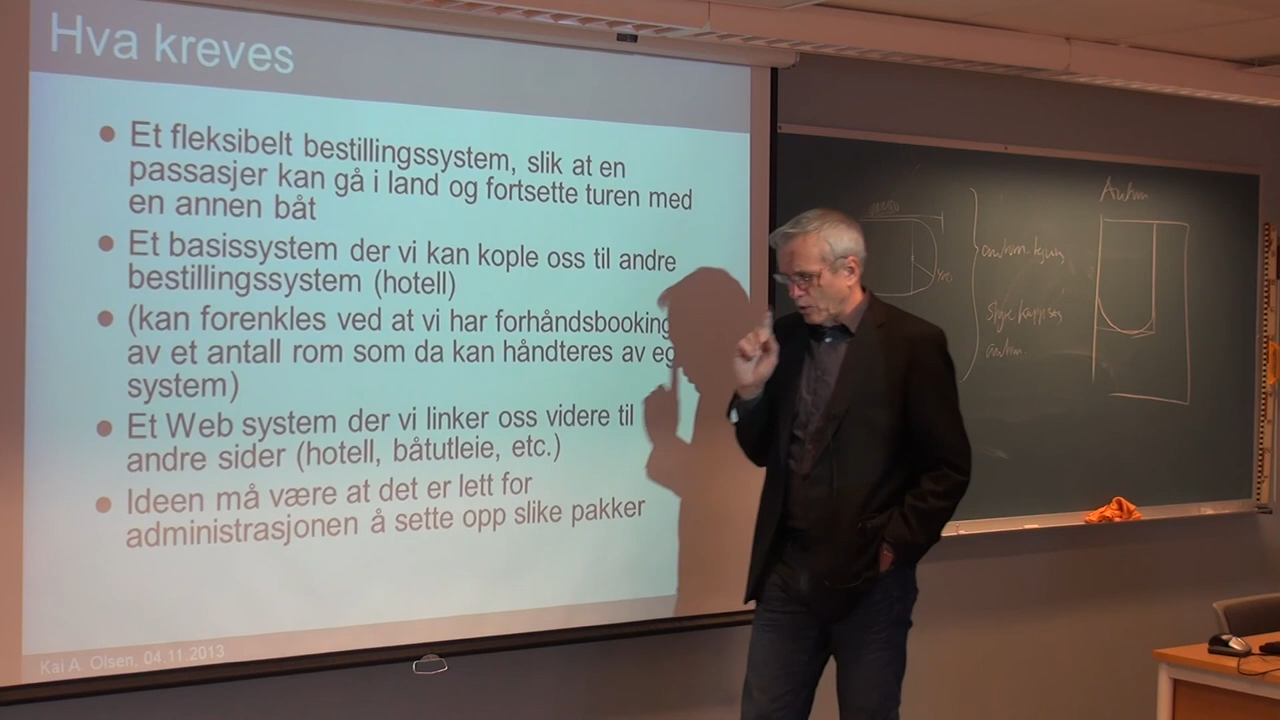 Hva kreves
• Et fleksibelt bestillingssystem, slik at en
passasjer kan gå i land og fortsette turen med
en annen båt
• Et basissystem der vi kan kople oss til andre
bestillingssystem (hotell)
• (kan forenkles ved at vi har forhåndsbooking
av et antall rom som da kan håndteres av eg
system)
• Et Web system der vi linker oss videre til
andre sider (hotell, båtutleie, etc.)
• Ideen må være at det er lett for
administrasjonen å sette opp slike pakker
Kai A. Olsen, 04.11.2013